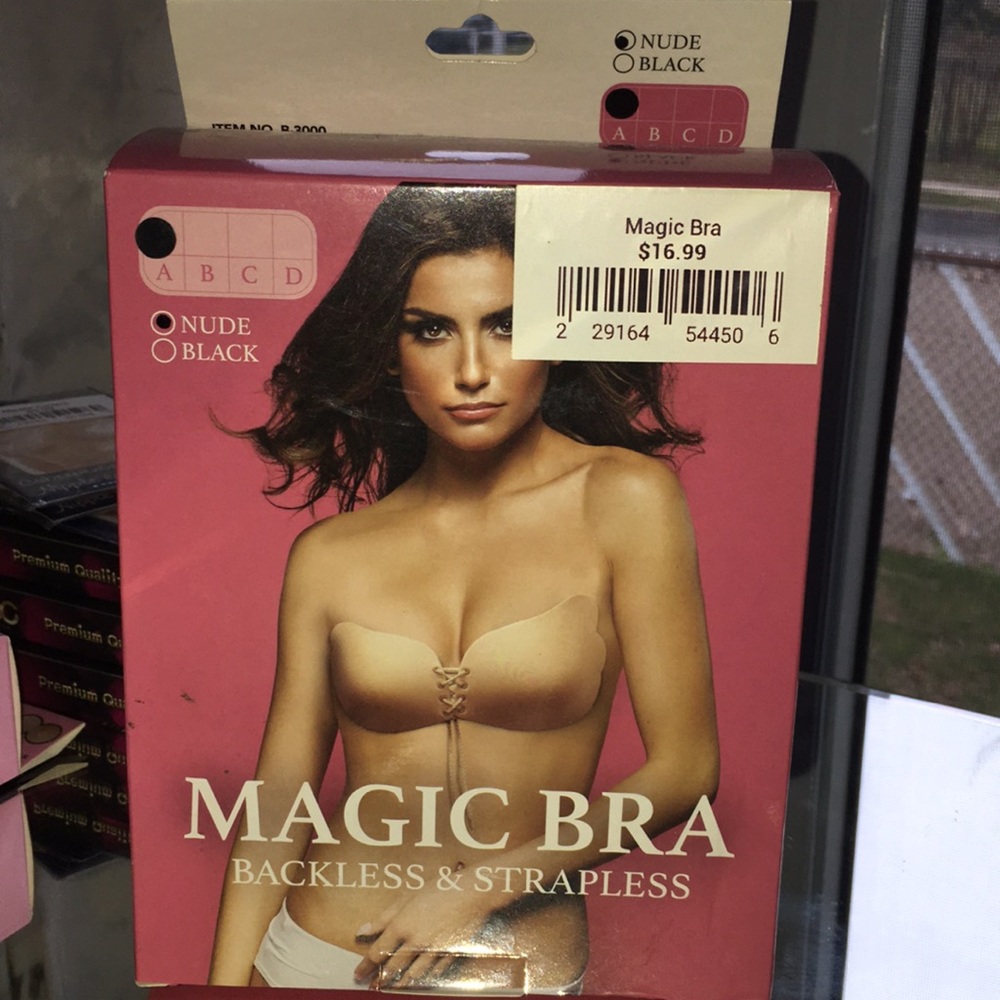 NUDE
BLACK
A B C D
ITEM NO. B-3000
Magic Bra
$16.99
2 29164 54450 6
A B C D
NUDE
BLACK
Premium
Premium
Premium Qua
MAGIC BRA
BACKLESS & STRAPLESS